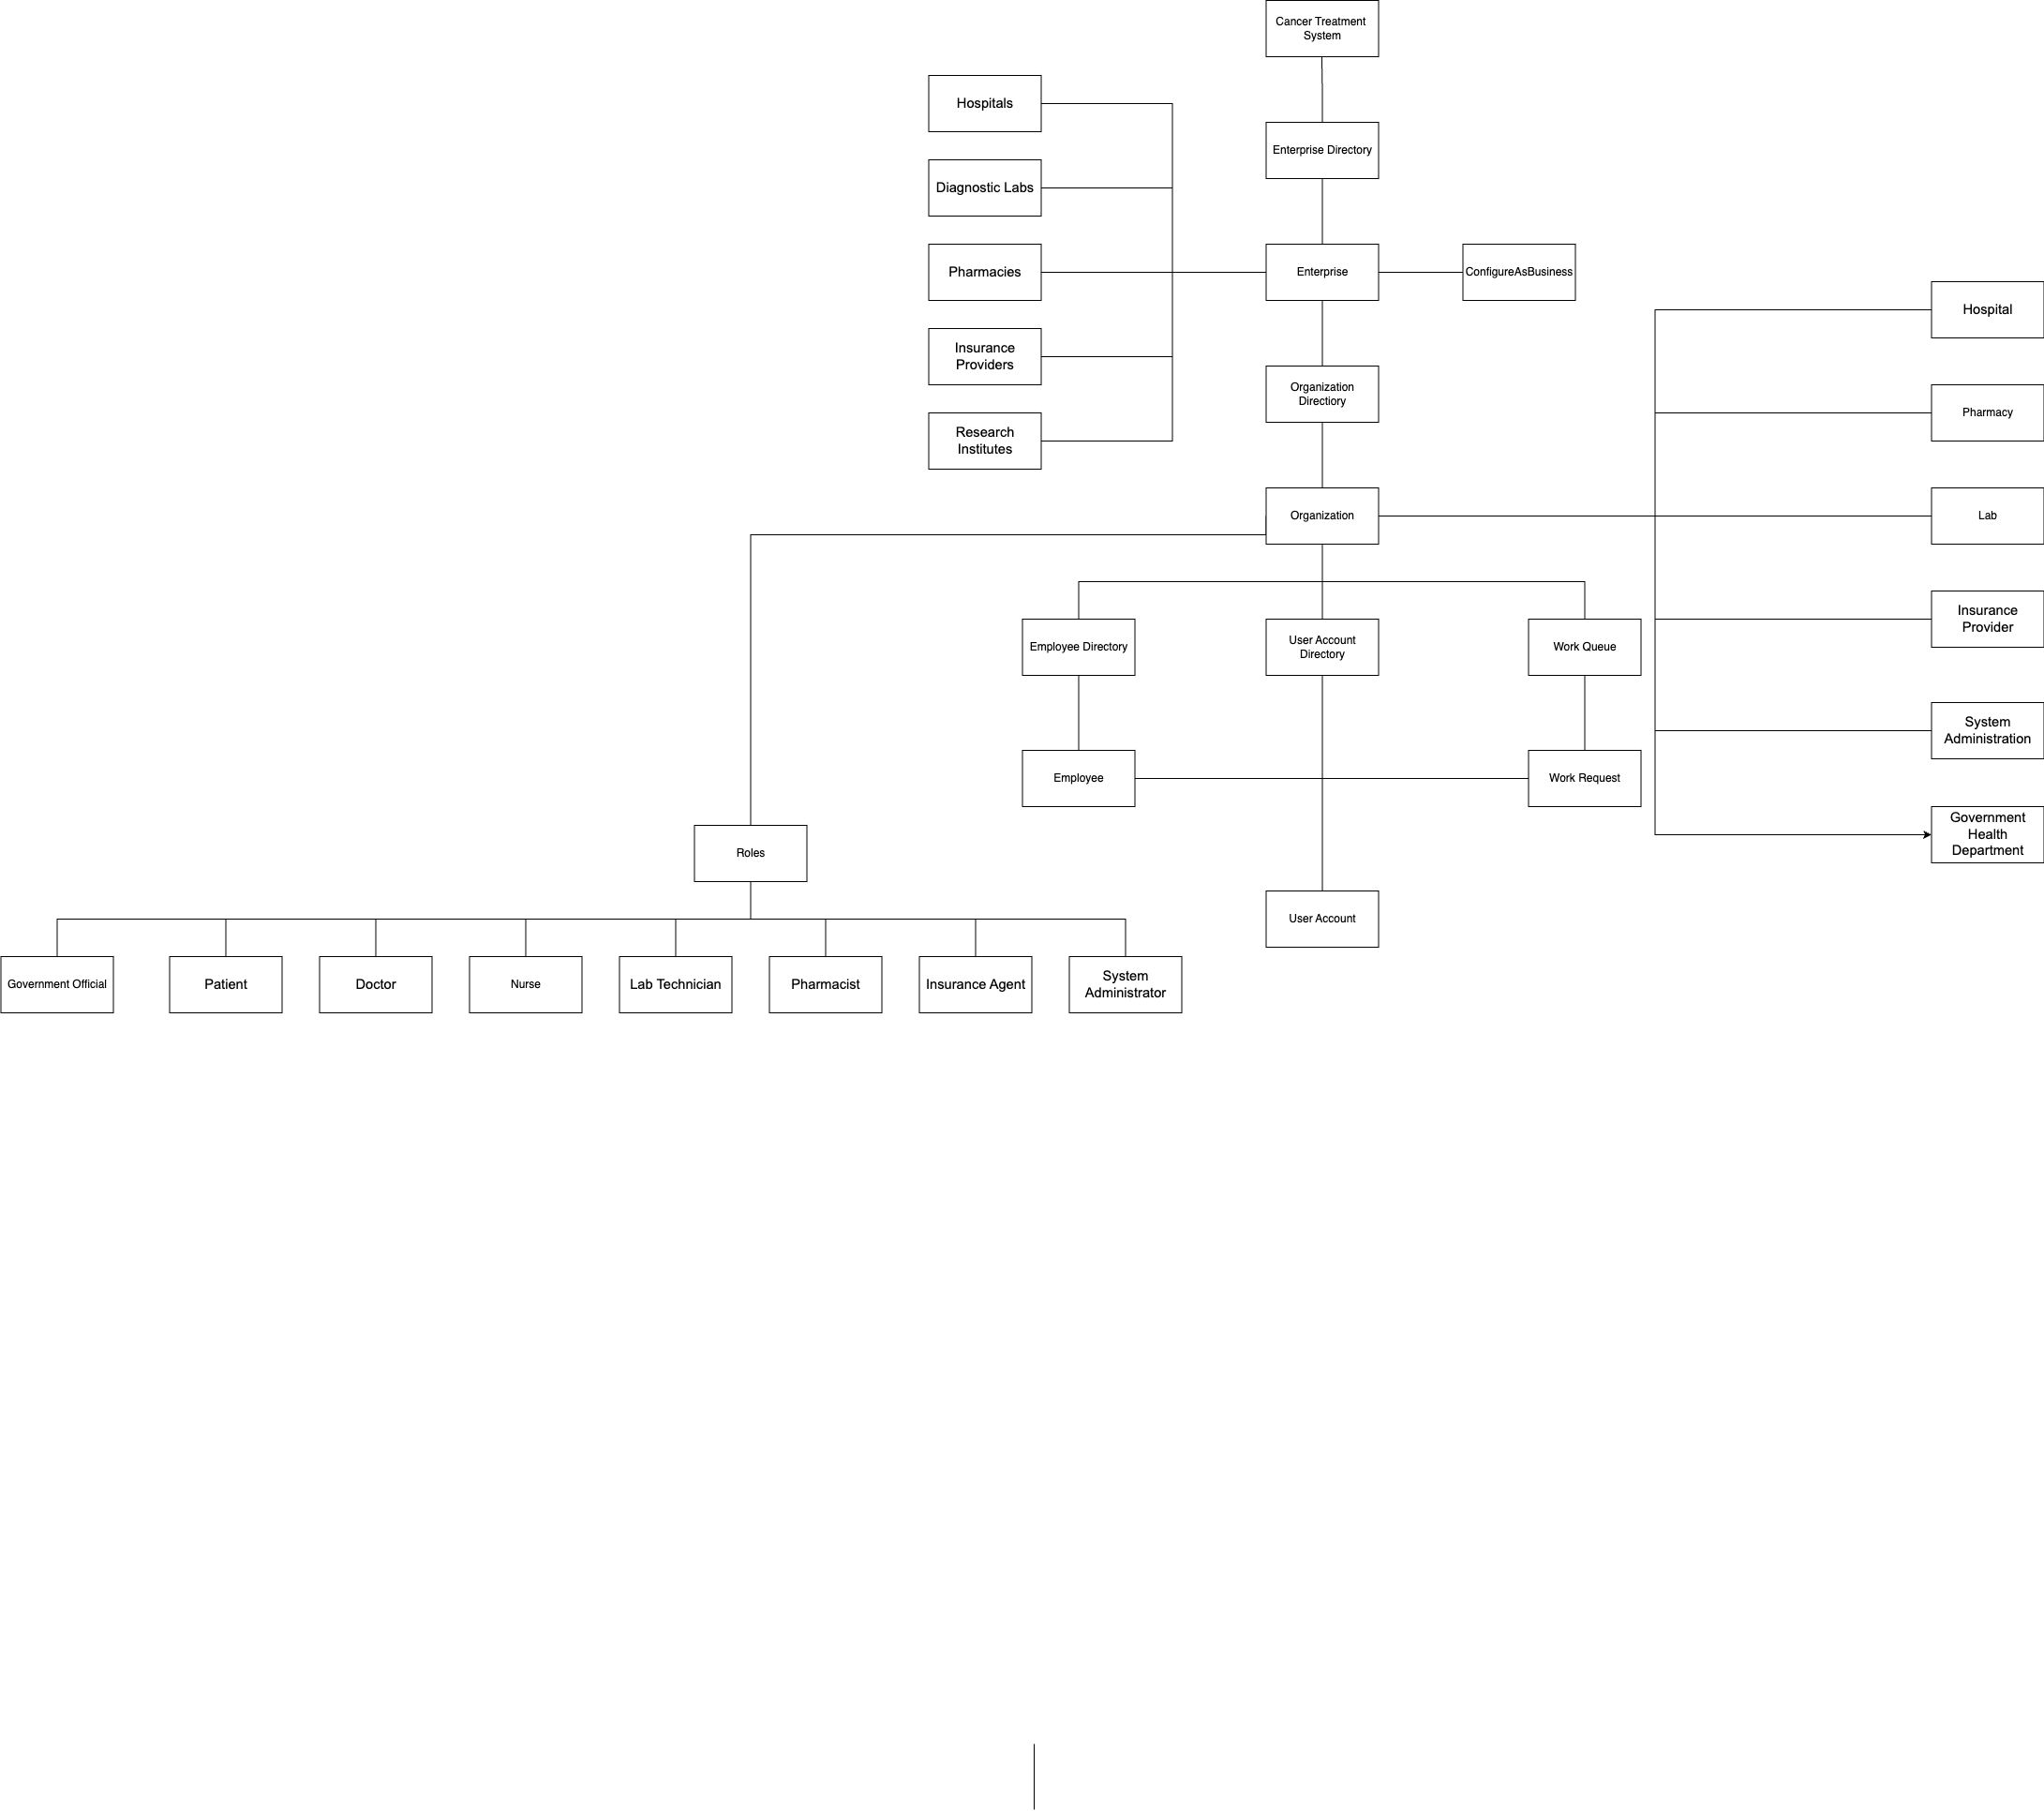 Cancer Treatment
System
Hospitals
Enterprise Directory
Diagnostic Labs
Pharmacies
Enterprise
ConfigureAsBusiness
Hospital
Insurance
Providers
Organization
Directiory
Pharmacy
Research
Institutes
Organization
Lab
Insurance
Provider
Employee Directory
User Account
Directory
Work Queue
System
Administration
Employee
Work Request
Government
Health
Department
Roles
User Account
Government Official
Patient
Doctor
Nurse
Lab Technician
Pharmacist
Insurance Agent
System
Administrator